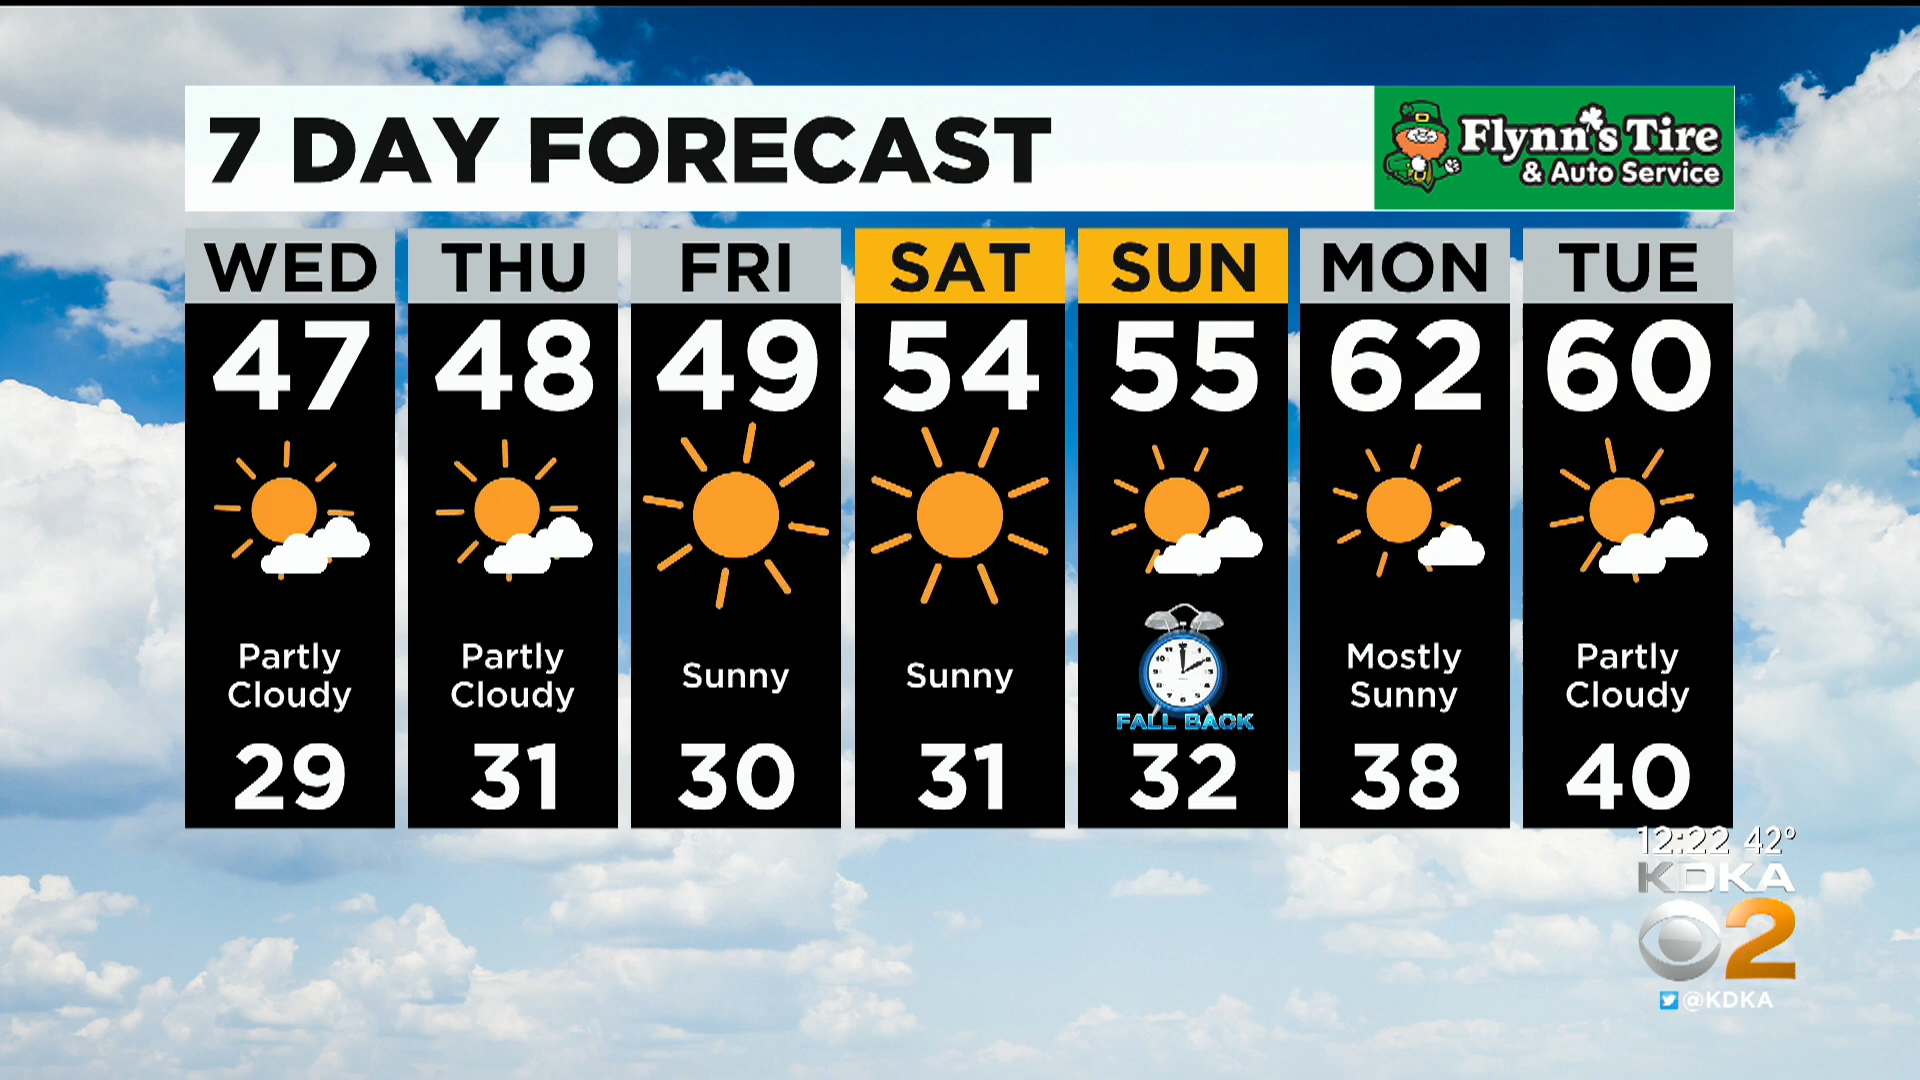 7 DAY FORECAST
Flynn's Tire
& Auto Service
WED THU FRI SAT SUN MON TUE
47 48 49 54 55 62 60
Partly Cloudy
Partly Cloudy
Sunny
Sunny
FALL BACK
Mostly Sunny
Partly Cloudy
29 31 30 31 32 38 40
12:22 42°
KDKA
2
@KDKA